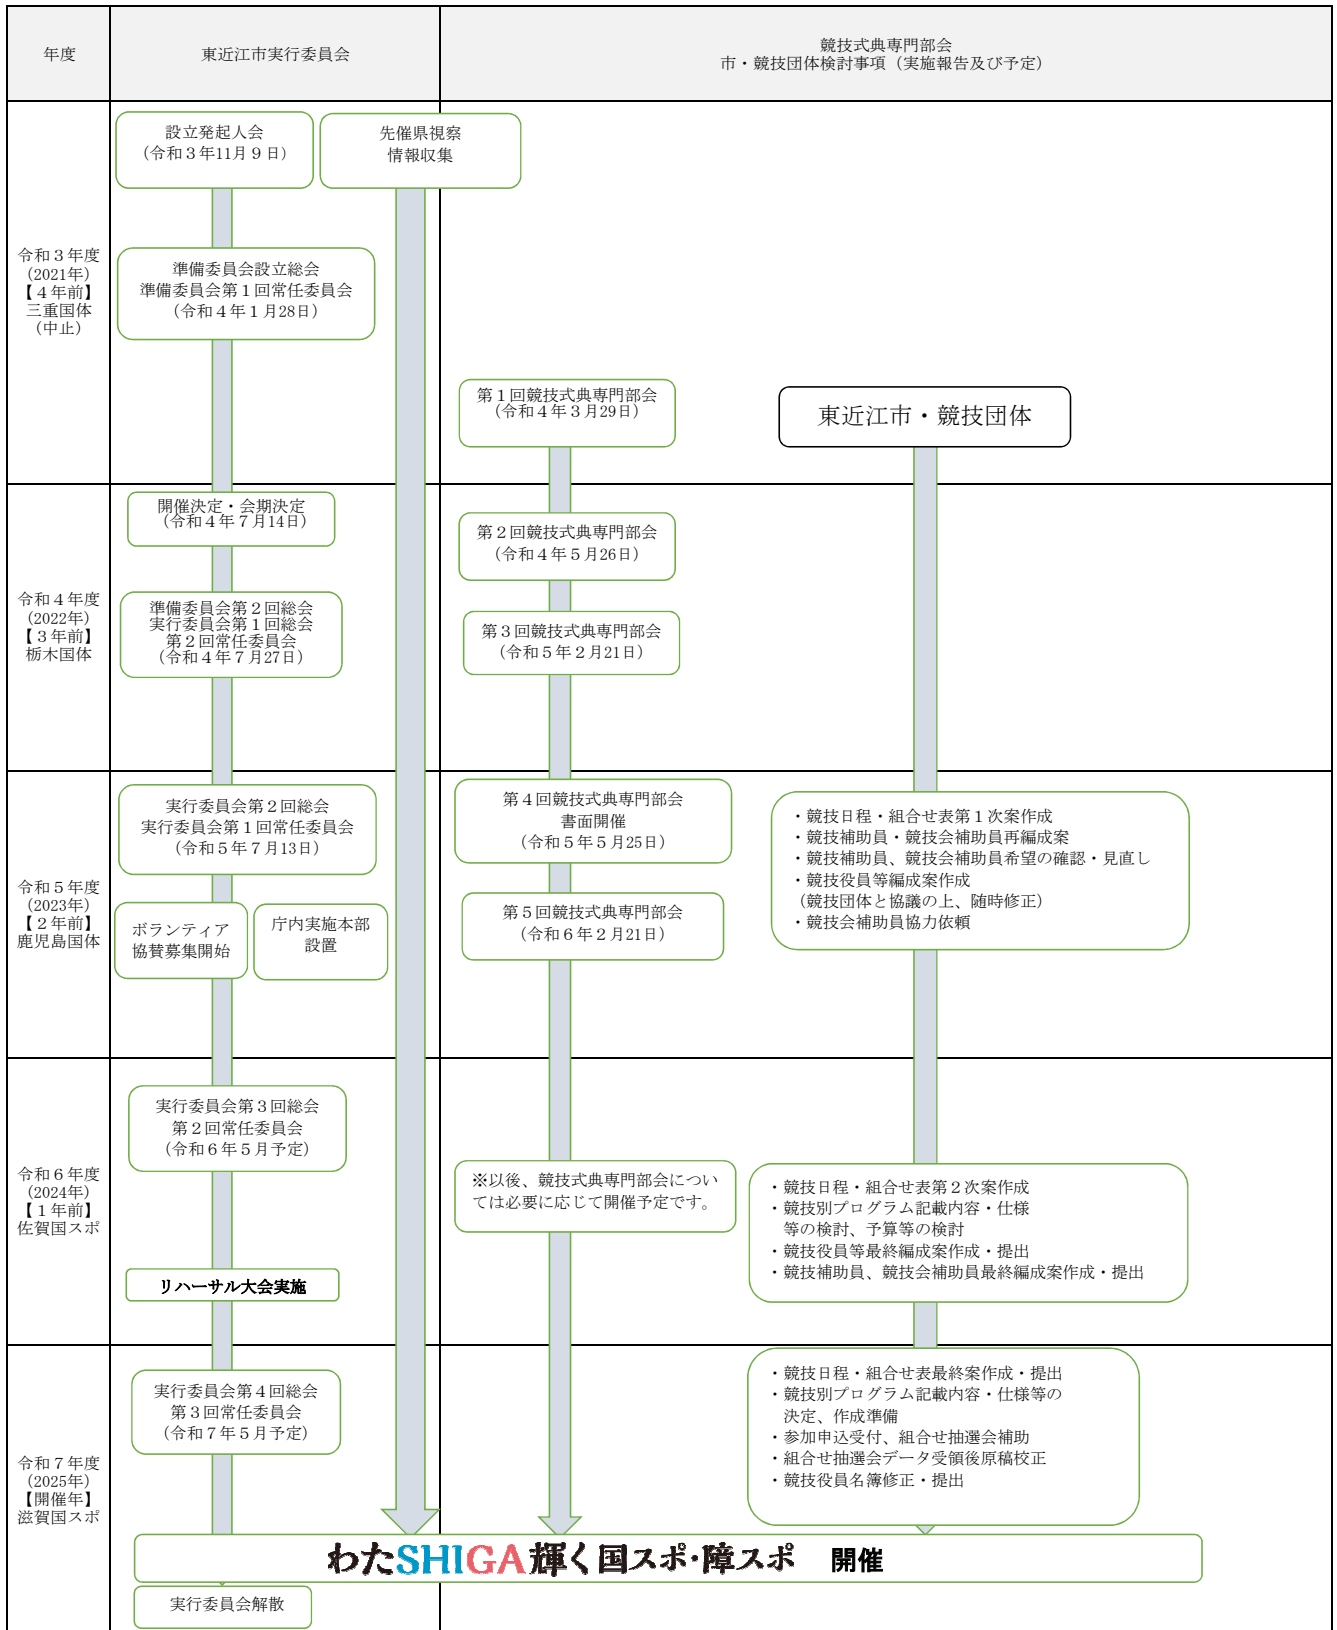 年度
東近江市実行委員会
競技式典専門部会
市・競技団体検討事項（実施報告及び予定）
令和３年度
（2021年）
【４年前】
三重国体
（中止）
設立発起人会
（令和３年11月９日）
先催県視察
情報収集
準備委員会設立総会
準備委員会第１回常任委員会
（令和４年１月28日）
第１回競技式典専門部会
（令和４年３月29日）
東近江市・競技団体
令和４年度
（2022年）
【３年前】
栃木国体
開催決定・会期決定
（令和４年７月14日）
準備委員会第２回総会
実行委員会第１回総会
第２回常任委員会
（令和４年７月27日）
第２回競技式典専門部会
（令和４年５月26日）
第３回競技式典専門部会
（令和５年２月21日）
令和５年度
（2023年）
【２年前】
鹿児島国体
実行委員会第２回総会
実行委員会第１回常任委員会
（令和５年７月13日）
ボランティア
協賛募集開始
庁内実施本部
設置
第４回競技式典専門部会
書面開催
（令和５年５月25日）
第５回競技式典専門部会
（令和６年２月21日）
・競技日程・組合せ表第１次案作成
・競技補助員・競技会補助員再編成案
・競技補助員、競技会補助員希望の確認・見直し
・競技役員等編成案作成
（競技団体と協議の上、随時修正）
・競技会補助員協力依頼
令和６年度
（2024年）
【１年前】
佐賀国スポ
実行委員会第３回総会
第２回常任委員会
（令和６年５月予定）
リハーサル大会実施
※以後、競技式典専門部会につい
ては必要に応じて開催予定です。
・競技日程・組合せ表第２次案作成
・競技別プログラム記載内容・仕様
等の検討、予算等の検討
・競技役員等最終編成案作成・提出
・競技補助員、競技会補助員最終編成案作成・提出
令和７年度
（2025年）
【開催年】
滋賀国スポ
実行委員会第４回総会
第３回常任委員会
（令和７年５月予定）
・競技日程・組合せ表最終案作成・提出
・競技別プログラム記載内容・仕様等の
決定、作成準備
・参加申込受付、組合せ抽選会補助
・組合せ抽選会データ受領後原稿校正
・競技役員名簿修正・提出
わたSHIGA輝く国スポ・障スポ　開催
実行委員会解散